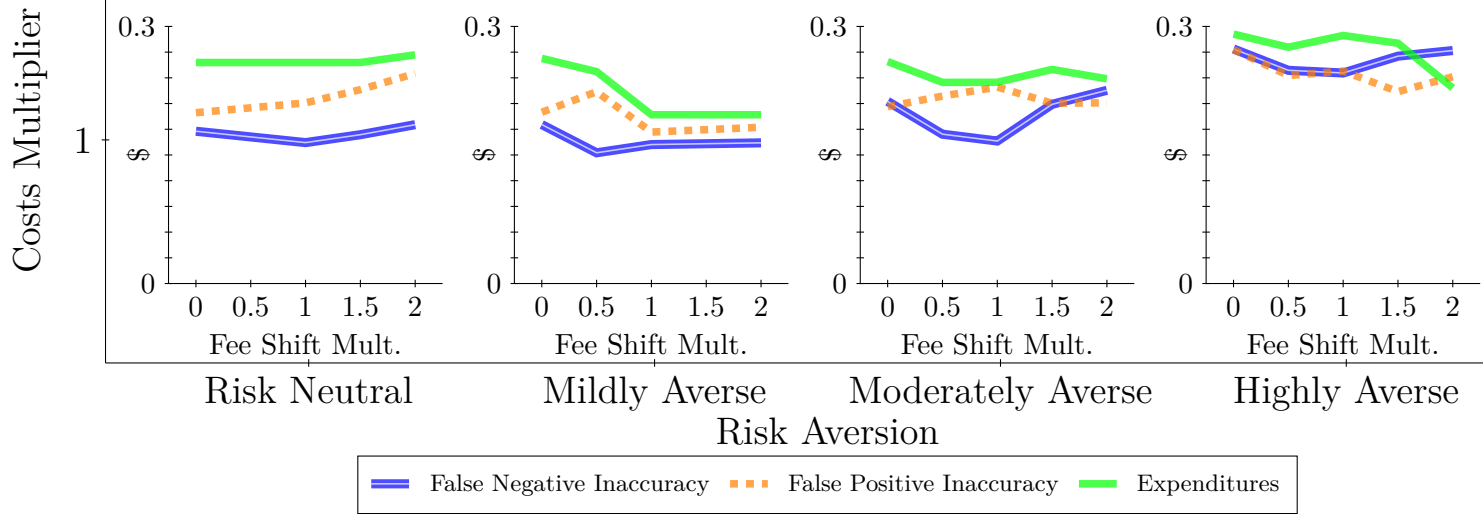 Costs Multiplier
1
0.3
$
0
0 0.5 1 1.5 2
Fee Shift Mult.
0.3
$
0
0 0.5 1 1.5 2
Fee Shift Mult.
0.3
$
0
0 0.5 1 1.5 2
Fee Shift Mult.
0.3
$
0
0 0.5 1 1.5 2
Fee Shift Mult.
Risk Neutral Mildly Averse Moderately Averse Highly Averse
Risk Aversion
False Negative Inaccuracy False Positive Inaccuracy Expenditures